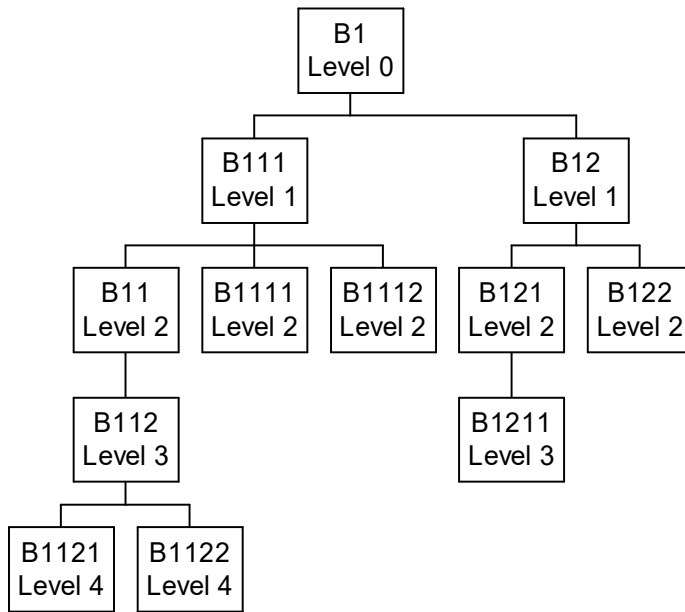 B1
Level 0
B111
Level 1
B12
Level 1
B11
Level 2
B1111
Level 2
B1112
Level 2
B121
Level 2
B122
Level 2
B112
Level 3
B1211
Level 3
B1121
Level 4
B1122
Level 4